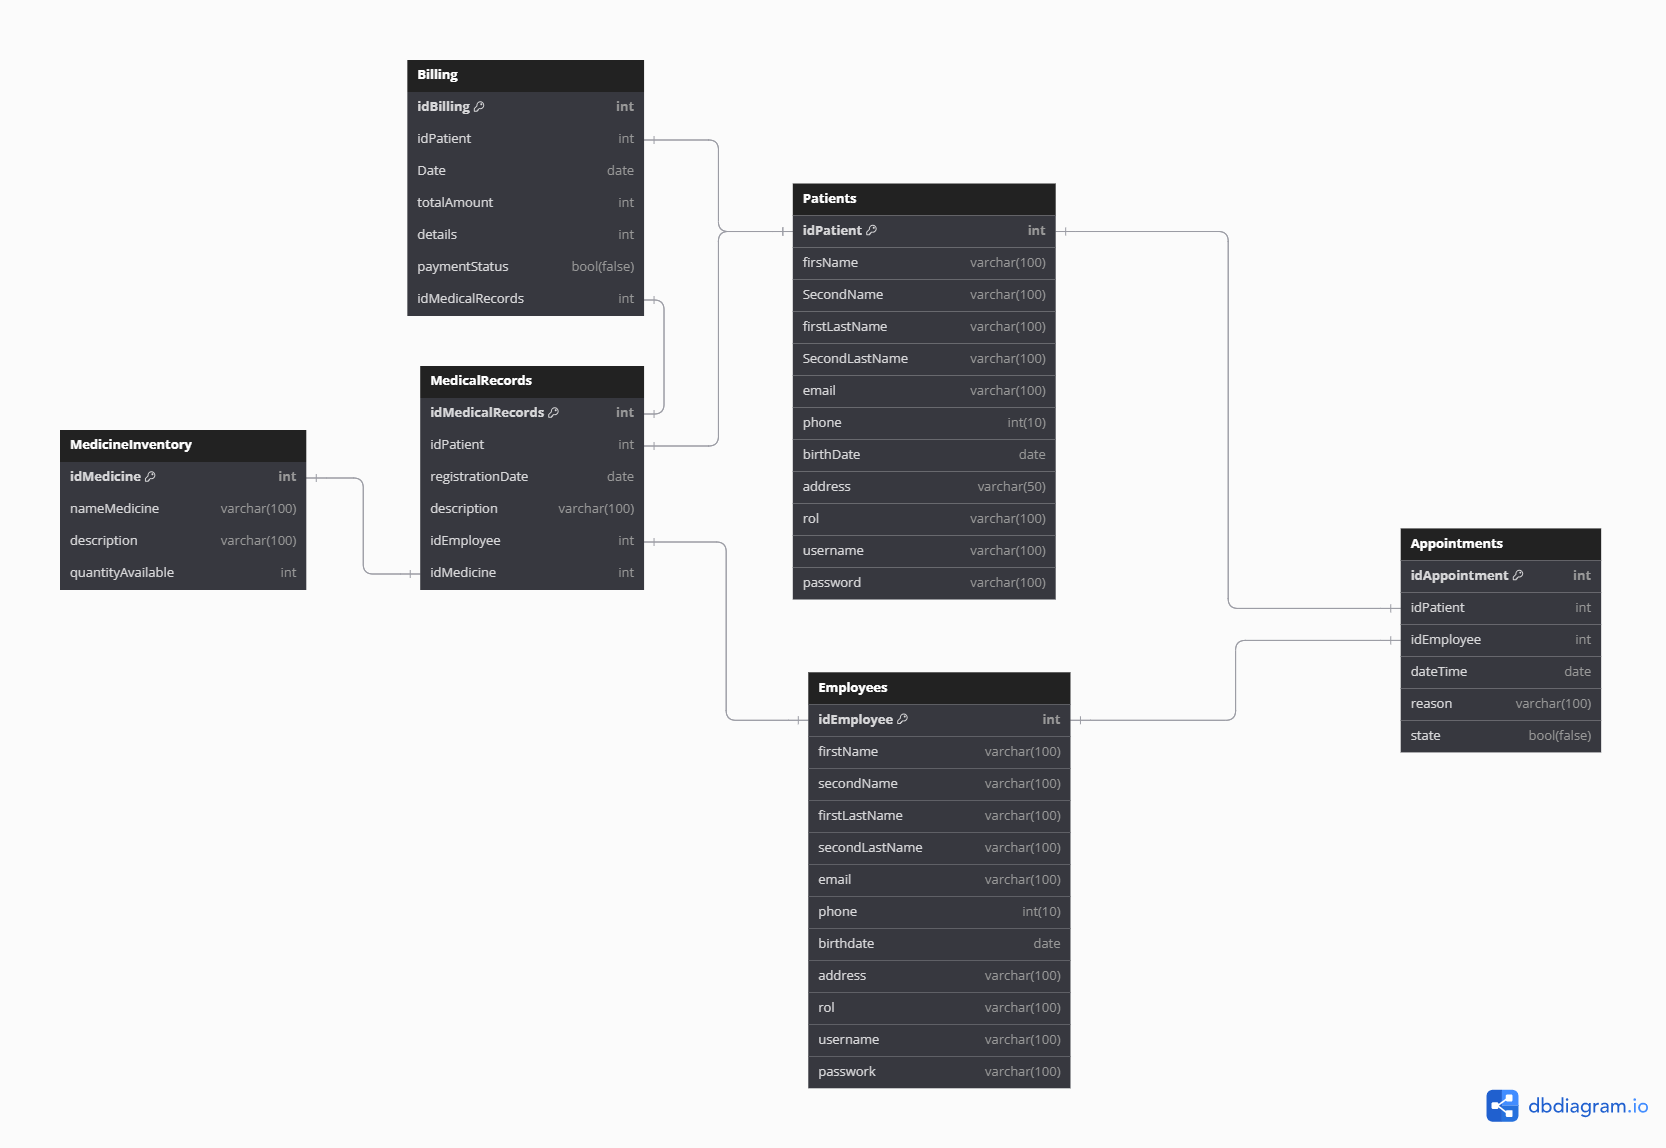 Billing
idBilling int
idPatient int
Date date
totalAmount int
details int
paymentStatus bool(false)
idMedicalRecords int
Patients
idPatient int
firsName varchar(100)
SecondName varchar(100)
firstLastName varchar(100)
SecondLastName varchar(100)
email varchar(100)
phone int(10)
birthDate date
address varchar(50)
rol varchar(100)
username varchar(100)
password varchar(100)
MedicalRecords
idMedicalRecords int
idPatient int
registrationDate date
description varchar(100)
idEmployee int
idMedicine int
MedicineInventory
idMedicine int
nameMedicine varchar(100)
description varchar(100)
quantityAvailable int
Appointments
idAppointment int
idPatient int
idEmployee int
dateTime date
reason varchar(100)
state bool(false)
Employees
idEmployee int
firstName varchar(100)
secondName varchar(100)
firstLastName varchar(100)
secondLastName varchar(100)
email varchar(100)
phone int(10)
birthdate date
address varchar(100)
rol varchar(100)
username varchar(100)
passwork varchar(100)
dbdiagram.io